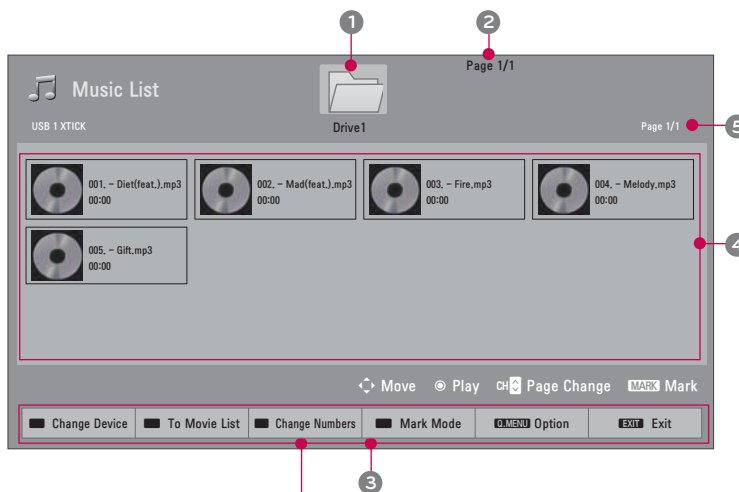 1
2
Page 1/1
Music List
USB 1 XTICK
Drive1
Page 1/1
5
001. - Diet(feat.).mp3
00:00
002. - Mad(feat.).mp3
00:00
003. - Fire.mp3
00:00
004. - Melody.mp3
00:00
4
005. - Gift.mp3
00:00
Move
Play
CH Page Change
MARK Mark
Change Device
To Movie List
Change Numbers
Mark Mode
Q.MENU Option
EXIT Exit
3